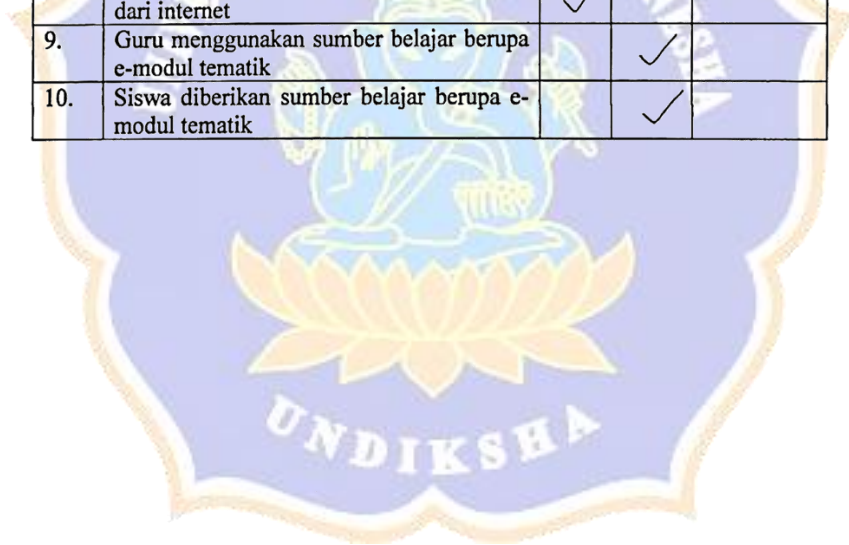 dari internet
9. Guru menggunakan sumber belajar berupa
e-modul tematik
10. Siswa diberikan sumber belajar berupa e-
modul tematik
UNDIKSHA